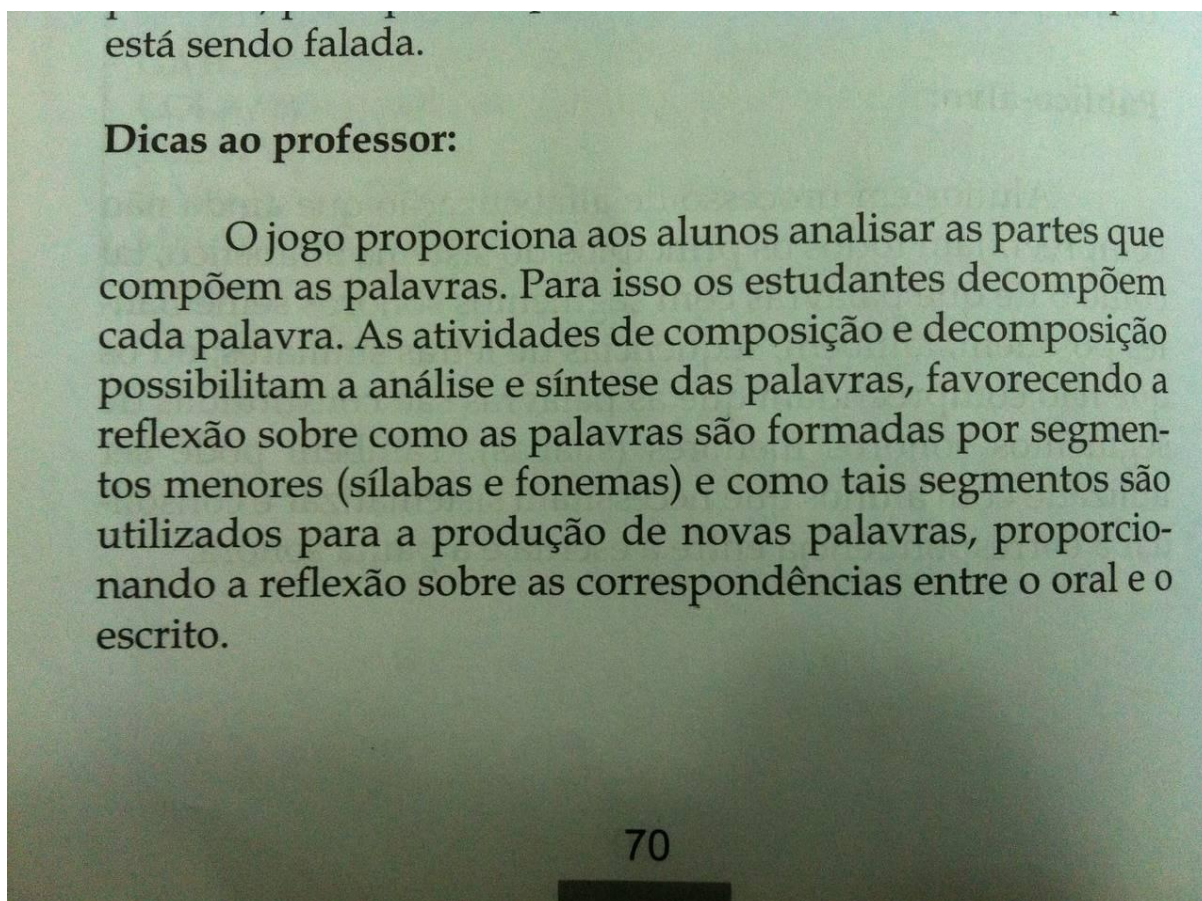 está sendo falada.
Dicas ao professor:
O jogo proporciona aos alunos analisar as partes que
compõem as palavras. Para isso os estudantes decompõem
cada palavra. As atividades de composição e decomposição
possibilitam a análise e síntese das palavras, favorecendo a
reflexão sobre como as palavras são formadas por segmen-
tos menores (sílabas e fonemas) e como tais segmentos são
utilizados para a produção de novas palavras, proporcio-
nando a reflexão sobre as correspondências entre o oral e o
escrito.
70